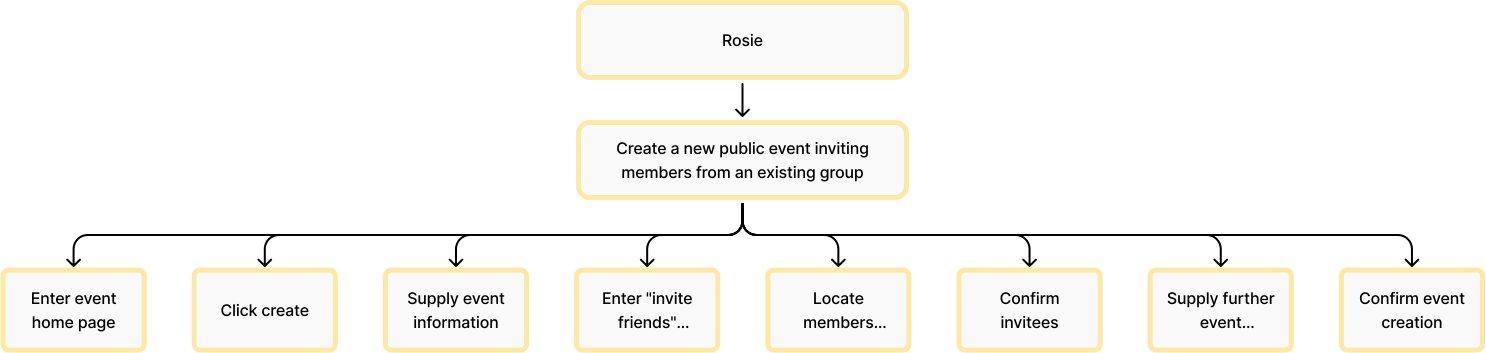 Rosie
Create a new public event inviting
members from an existing group
Enter event
home page
Click create
Supply event
information
Enter "invite
friends"...
Locate
members...
Confirm
invitees
Supply further
event...
Confirm event
creation